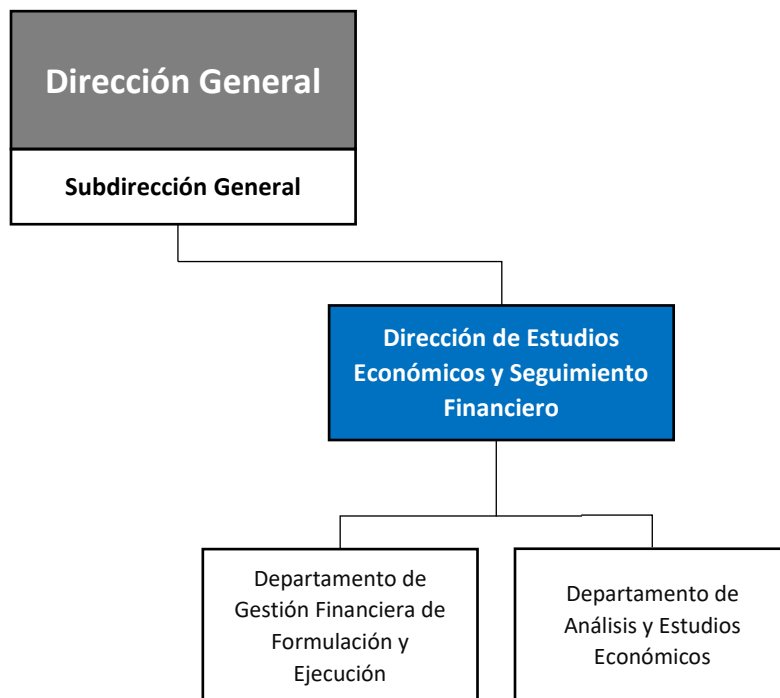 Dirección General
Subdirección General
Dirección de Estudios
Económicos y Seguimiento
Financiero
Departamento de
Gestión Financiera de
Formulación y
Ejecución
Departamento de
Análisis y Estudios
Económicos